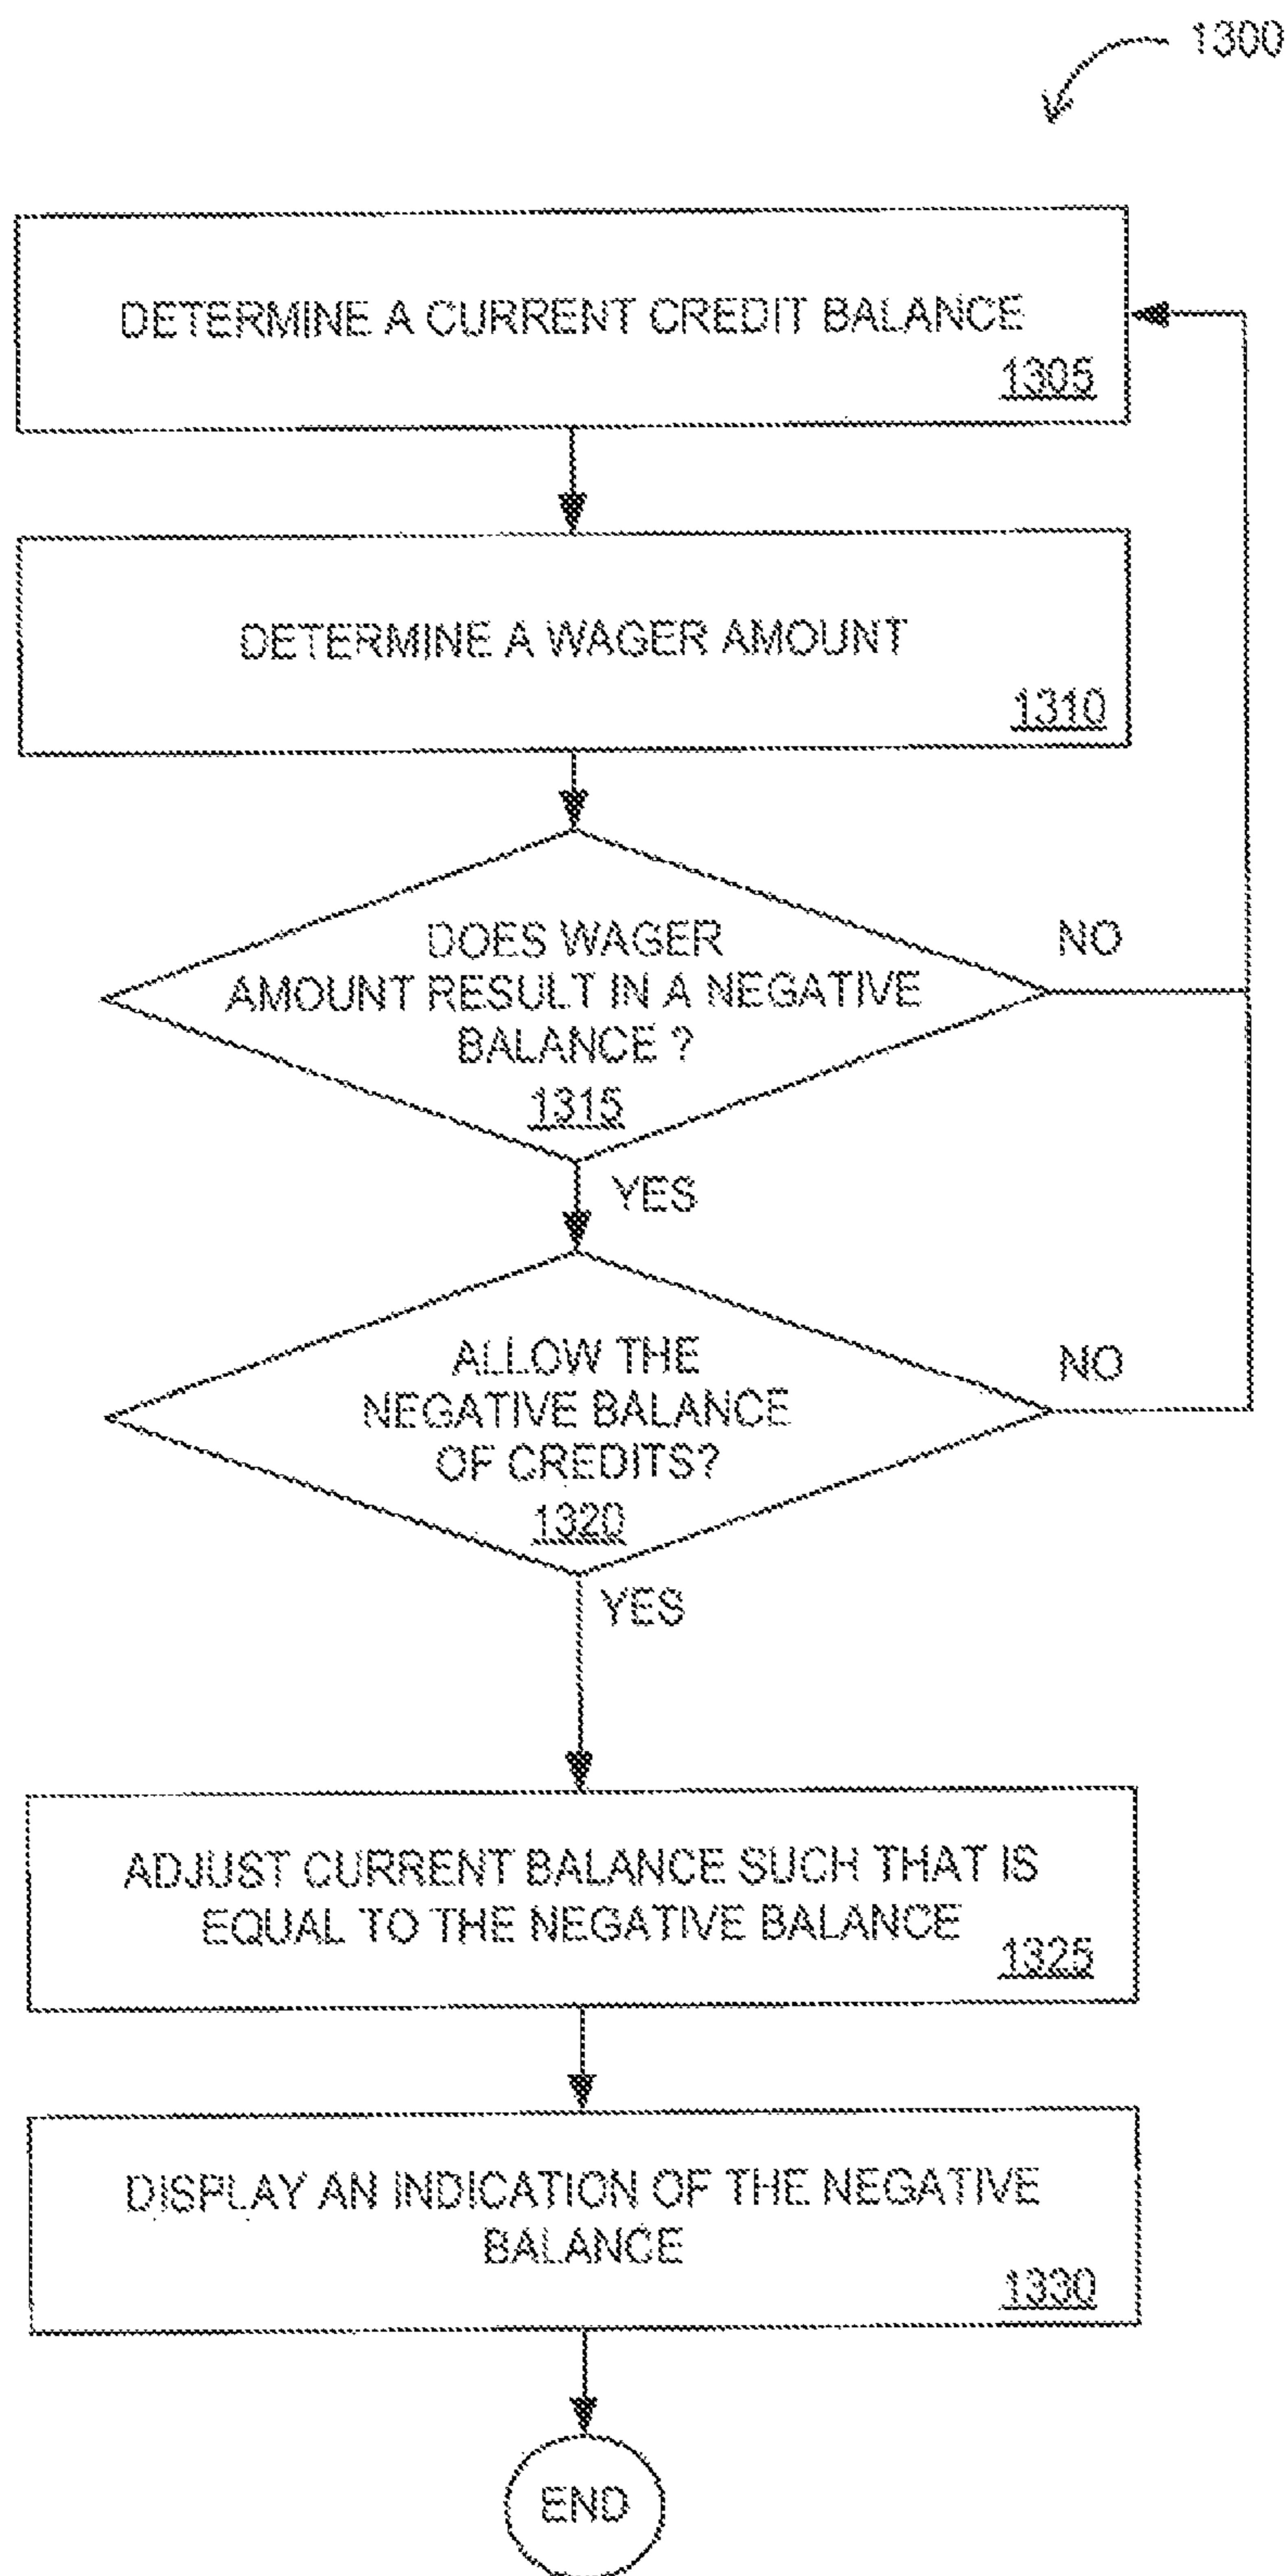 1300
DETERMINE A CURRENT CREDIT BALANCE
1305
DETERMINE A WAGER AMOUNT
1310
DOES WAGER
AMOUNT RESULT IN A NEGATIVE
BALANCE ?
1315
NO
YES
ALLOW THE
NEGATIVE BALANCE
OF CREDITS?
1320
NO
YES
ADJUST CURRENT BALANCE SUCH THAT IS
EQUAL TO THE NEGATIVE BALANCE
1325
DISPLAY AN INDICATION OF THE NEGATIVE
BALANCE
1330
END